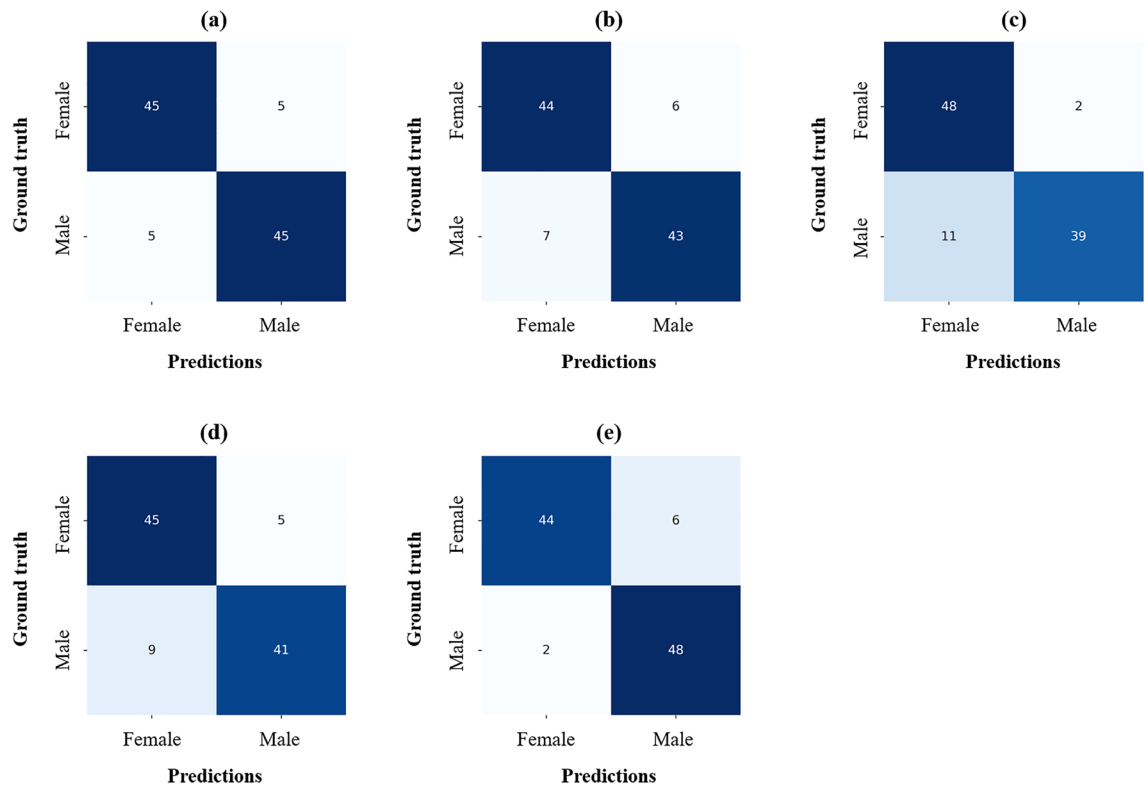 (a)
Ground truth
Female
45
5
Male
5
45
Female
Male
Predictions
(b)
Ground truth
Female
44
6
Male
7
43
Female
Male
Predictions
(c)
Ground truth
Female
48
2
Male
11
39
Female
Male
Predictions
(d)
Ground truth
Female
45
5
Male
9
41
Female
Male
Predictions
(e)
Ground truth
Female
44
6
Male
2
48
Female
Male
Predictions